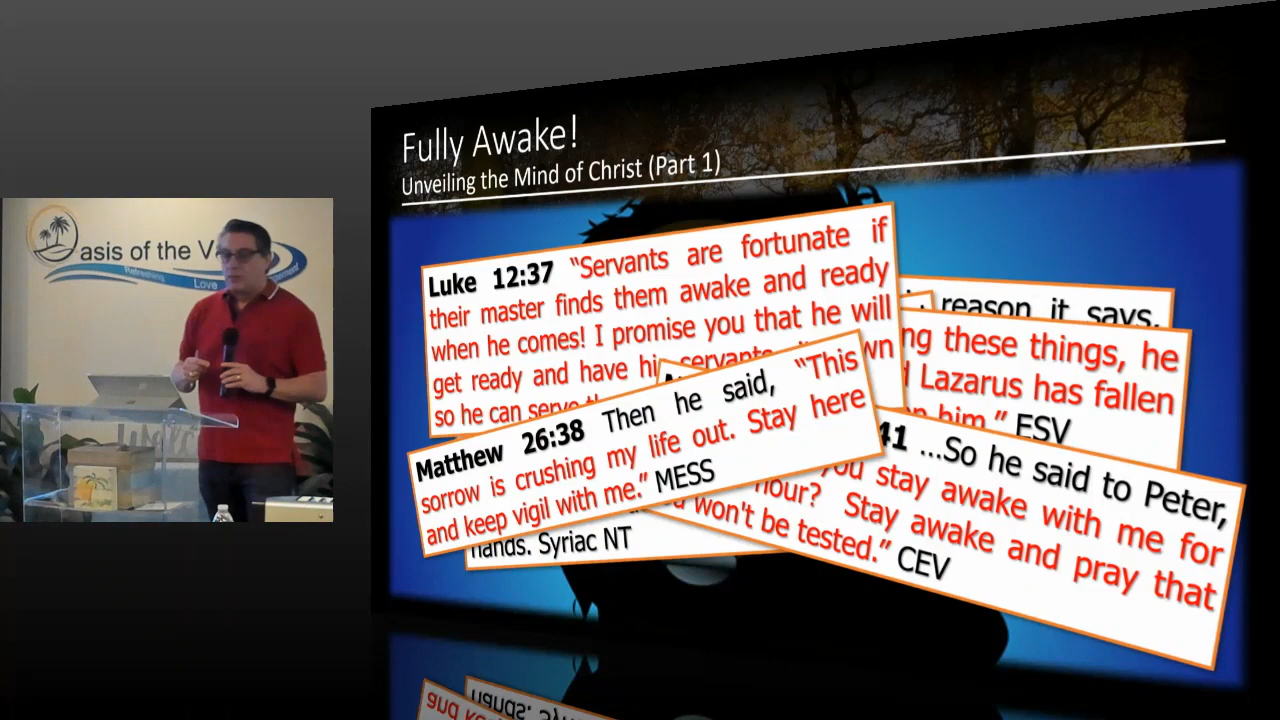 Fully Awake!
Unveiling the Mind of Christ (Part 1)
asis of the Va
Refreshing
Love
Luke 12:37 “Servants are fortunate if
their master finds them awake and ready
when he comes! I promise you that he will
get ready and have his servants
so he can serve
Matthew 26:38 Then he said, “This
sorrow is crushing my life out. Stay here
and keep vigil with me.” MESS
hands. Syriac NT
reason it says,
these things, he
Lazarus has fallen
him.” ESV
41 ...So he said to Peter,
you stay awake with me for
hour? Stay awake and pray that
won't be tested.” CEV